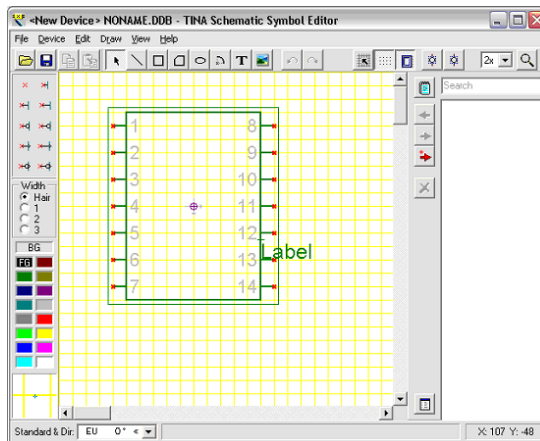 <New Device> NONAME.DDB - TINA Schematic Symbol Editor
File Device Edit Draw View Help
T
2x
Search
Width
Hair
1
2
3
BG
FG
1 8
2 9
3 10
4 11
5 12
6 13
7 14
Label
Standard & Dir: EU 0° «
X: 107 Y: -48